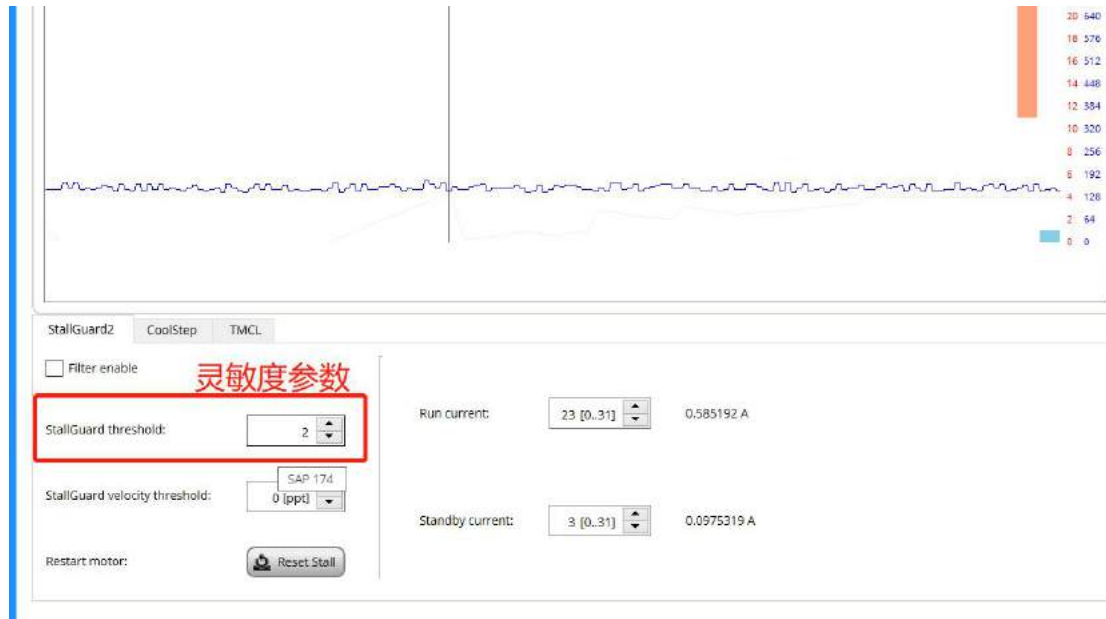 20 640
18 576
16 512
14 448
12 384
10 320
8 256
6 192
4 128
2 64
0 0
StallGuard2 CoolStep TMCL
Filter enable
灵敏度参数
StallGuard threshold: 2
Run current: 23 [0..31] 0.585192 A
SAP 174
StallGuard velocity threshold: 0 [ppt]
Standby current: 3 [0..31] 0.0975319 A
Restart motor: Reset Stall